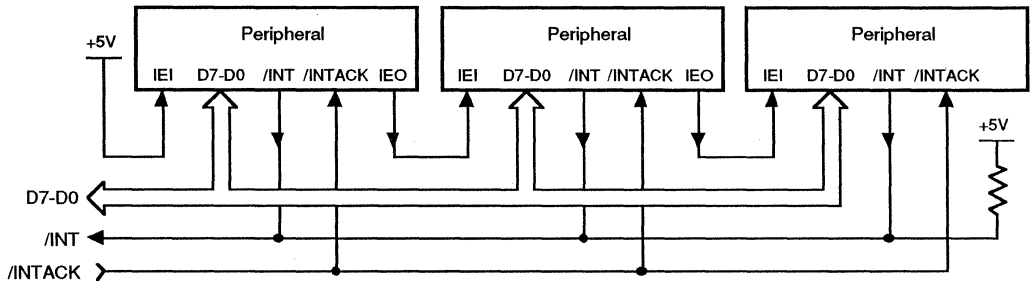 Peripheral Peripheral Peripheral
+5V
IEI D7-D0 /INT /INTACK IEO IEI D7-D0 /INT /INTACK IEO IEI D7-D0 /INT /INTACK
+5V
D7-D0
/INT
/INTACK